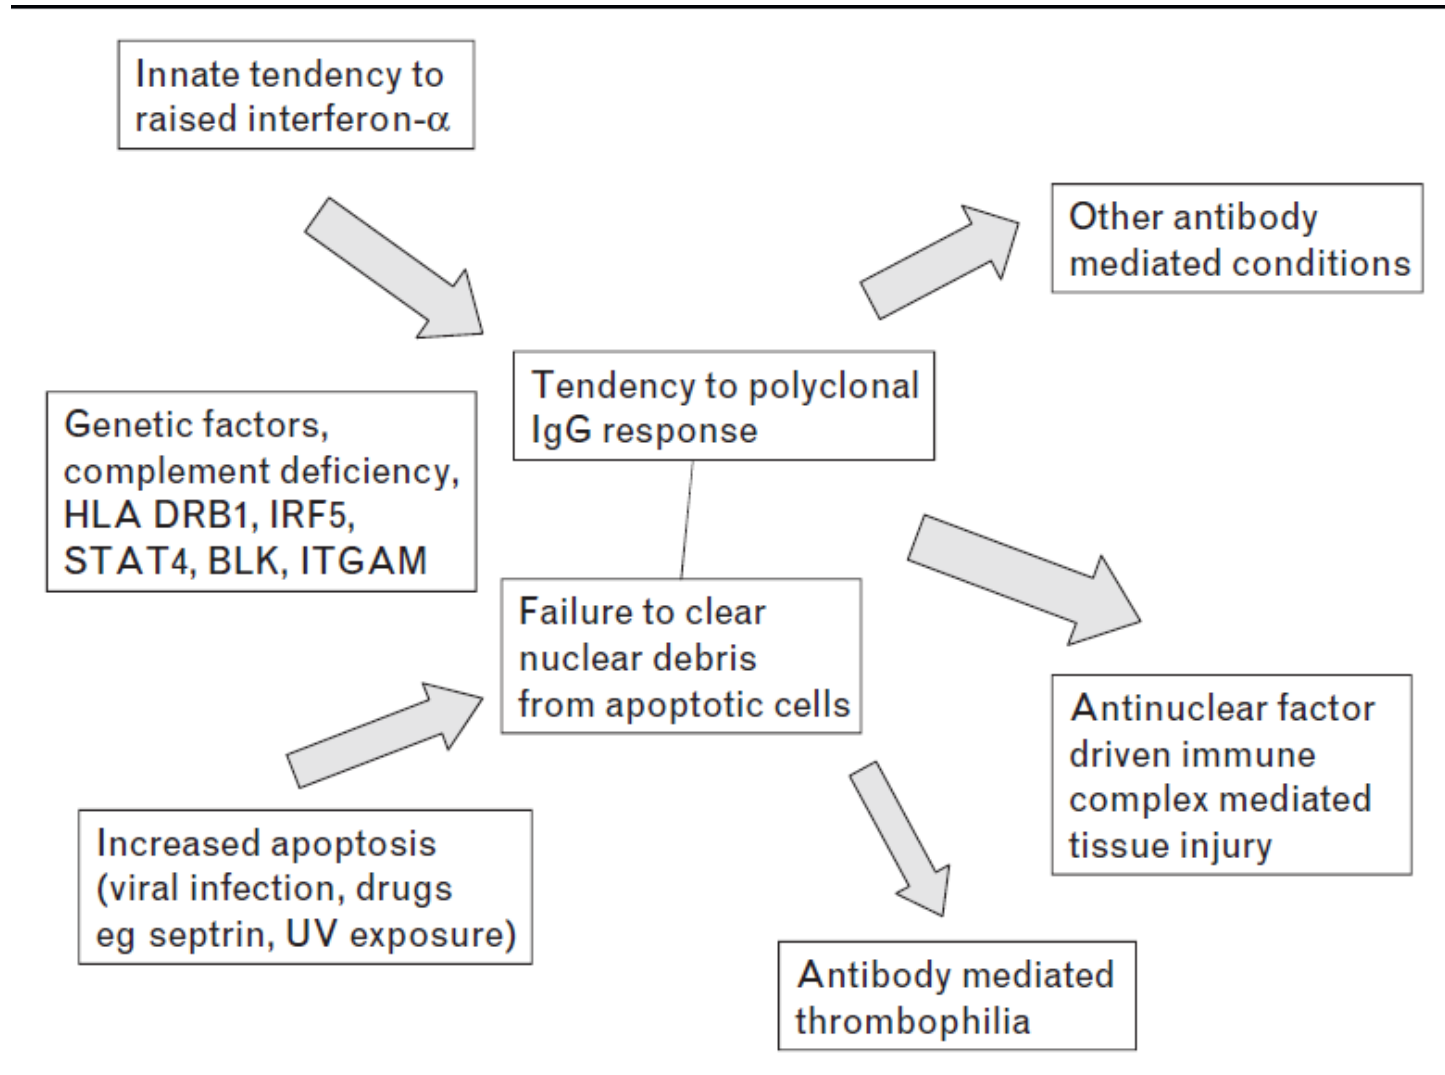 Innate tendency to
raised interferon-α
Other antibody
mediated conditions
Tendency to polyclonal
IgG response
Genetic factors,
complement deficiency,
HLA DRB1, IRF5,
STAT4, BLK, ITGAM
Failure to clear
nuclear debris
from apoptotic cells
Antinuclear factor
driven immune
complex mediated
tissue injury
Increased apoptosis
(viral infection, drugs
eg septrin, UV exposure)
Antibody mediated
thrombophilia